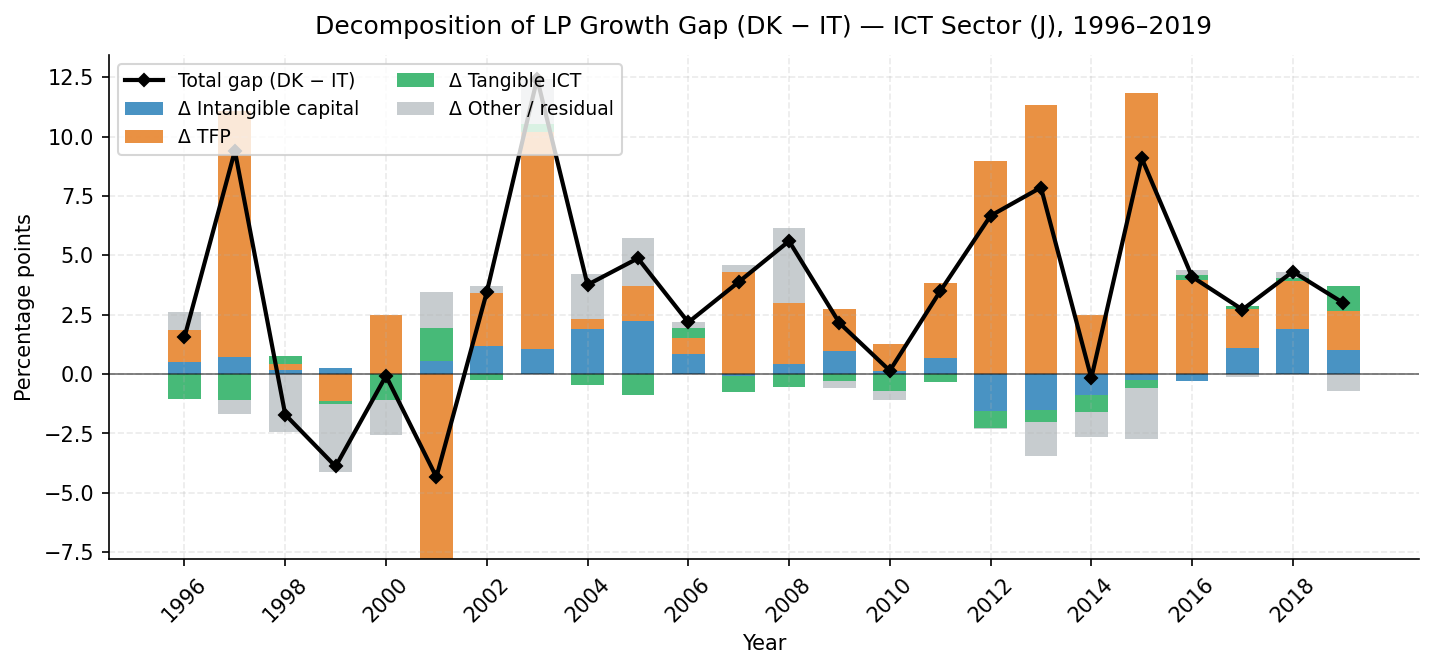 Decomposition of LP Growth Gap (DK − IT) — ICT Sector (J), 1996–2019
Total gap (DK − IT)
Δ Intangible capital
Δ TFP
Δ Tangible ICT
Δ Other / residual
Percentage points
12.5
10.0
7.5
5.0
2.5
0.0
−2.5
−5.0
−7.5
1996
1998
2000
2002
2004
2006
2008
2010
2012
2014
2016
2018
Year